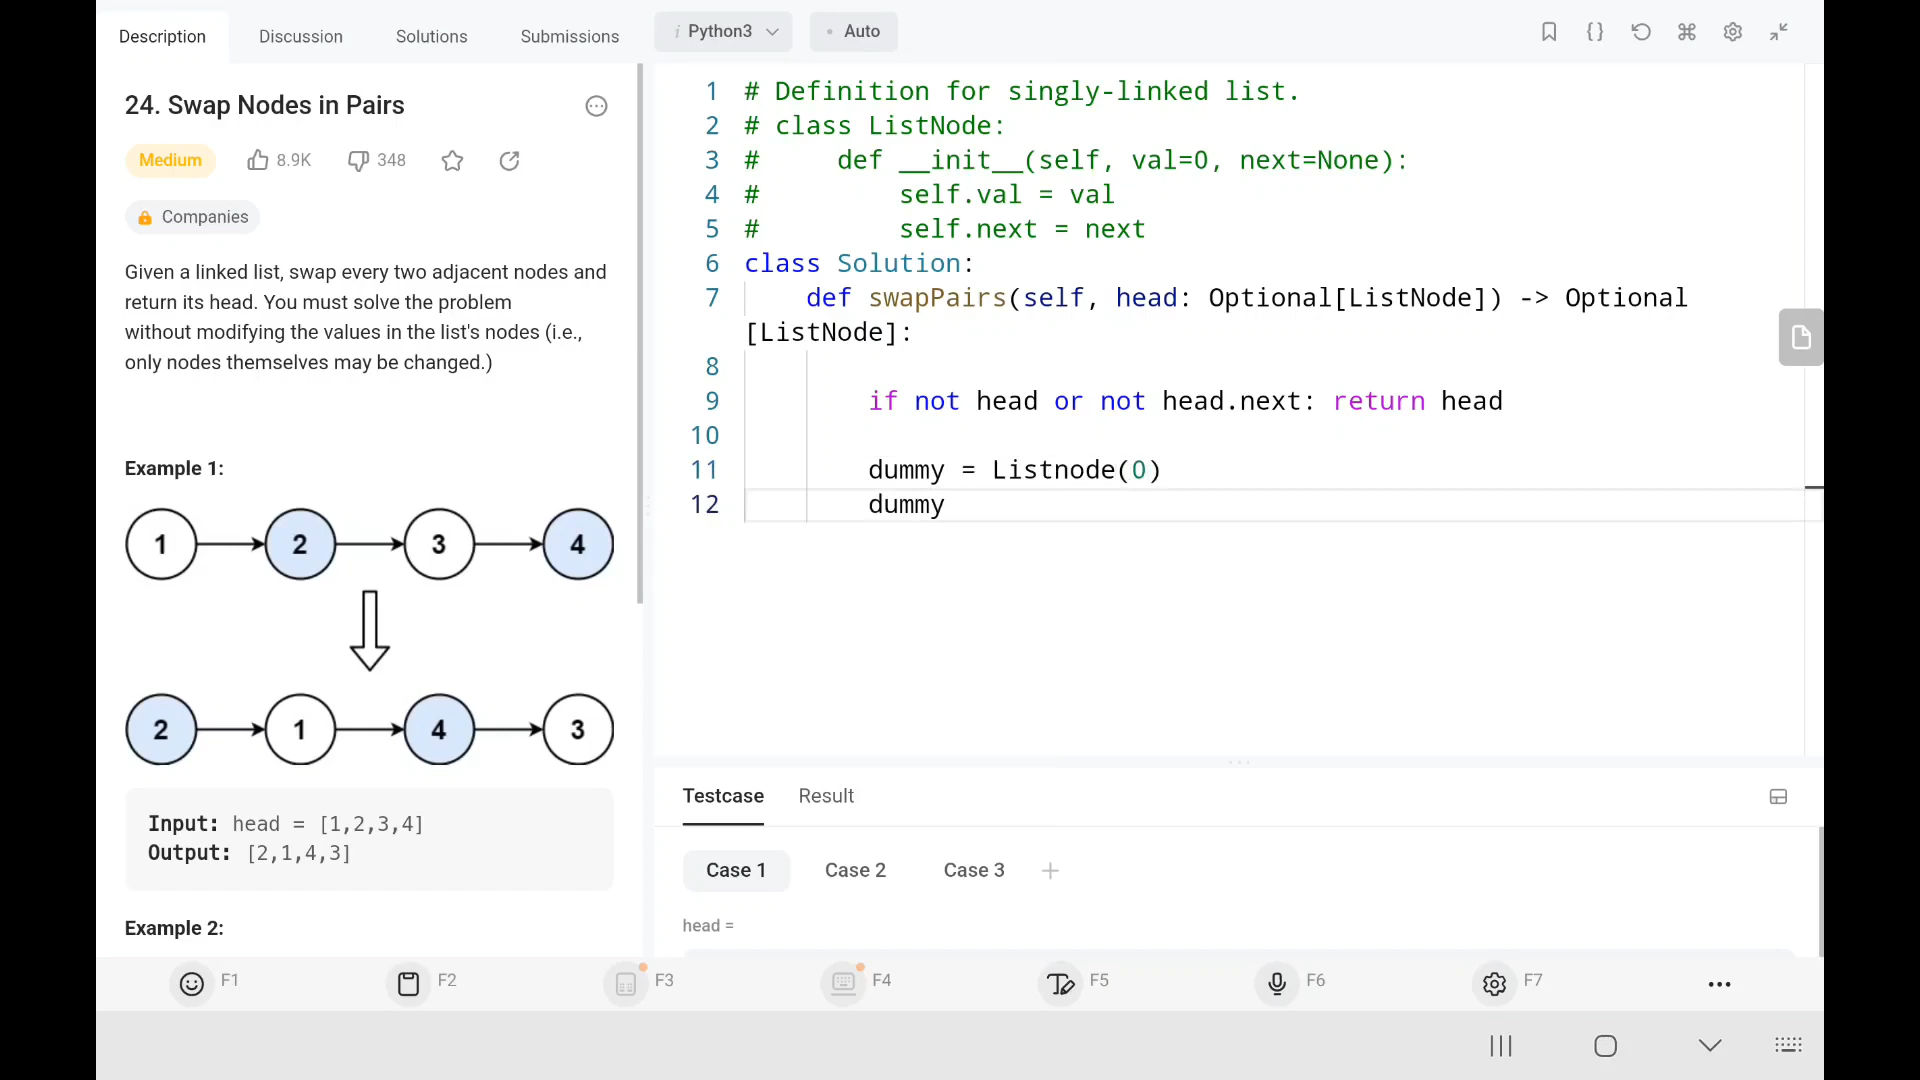 Description
Discussion
Solutions
Submissions
24. Swap Nodes in Pairs
Medium
8.9K
348
Companies
Given a linked list, swap every two adjacent nodes and
return its head. You must solve the problem
without modifying the values in the list's nodes (i.e.,
only nodes themselves may be changed.)
Example 1:
1 2 3 4
2 1 4 3
Input: head = [1,2,3,4]
Output: [2,1,4,3]
Example 2:
i Python3
Auto
1 # Definition for singly-linked list.
2 # class ListNode:
3 #     def __init__(self, val=0, next=None):
4 #         self.val = val
5 #         self.next = next
6 class Solution:
7     def swapPairs(self, head: Optional[ListNode]) -> Optional
[ListNode]:
8
9         if not head or not head.next: return head
10
11         dummy = Listnode(0)
12         dummy
Testcase
Result
Case 1
Case 2
Case 3
head =
F1
F2
F3
F4
F5
F6
F7